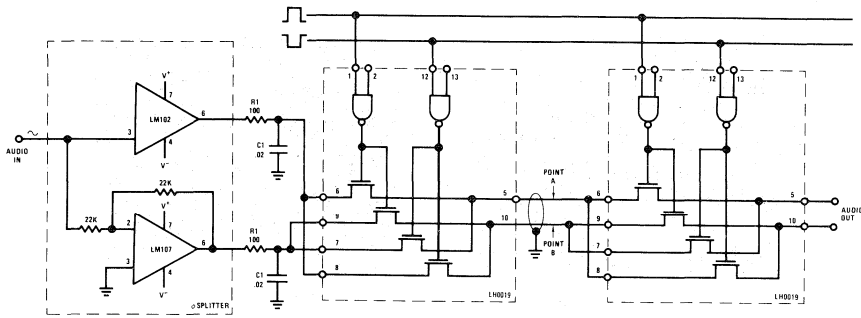 1 2 12 13 1 2 12 13
V+
7
LM102
3 6
4
V−
R1
100
C1
.02
∼
AUDIO
IN
22K
22K
V+
7
2
LM107
6
3
4
V−
R1
100
C1
.02
φ SPLITTER
6 5
9 10
7
8
LH0019
POINT
A
POINT
B
6 5
9 10
7
8
LH0019
AUDIO
OUT